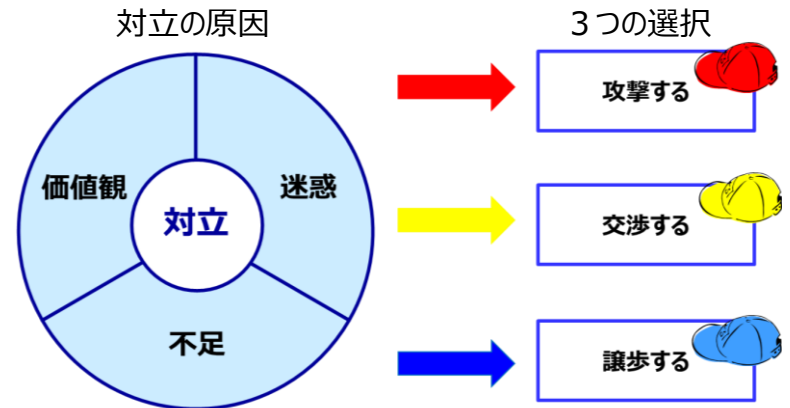 対立の原因
３つの選択
価値観
迷惑
対立
不足
攻撃する
交渉する
譲歩する